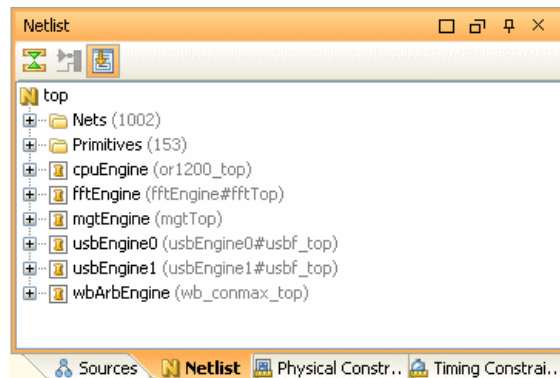 Netlist
top
Nets (1002)
Primitives (153)
cpuEngine (or1200_top)
fftEngine (fftEngine#fftTop)
mgtEngine (mgtTop)
usbEngine0 (usbEngine0#usbf_top)
usbEngine1 (usbEngine1#usbf_top)
wbArbEngine (wb_conmax_top)
Sources Netlist Physical Constr.. Timing Constrai..